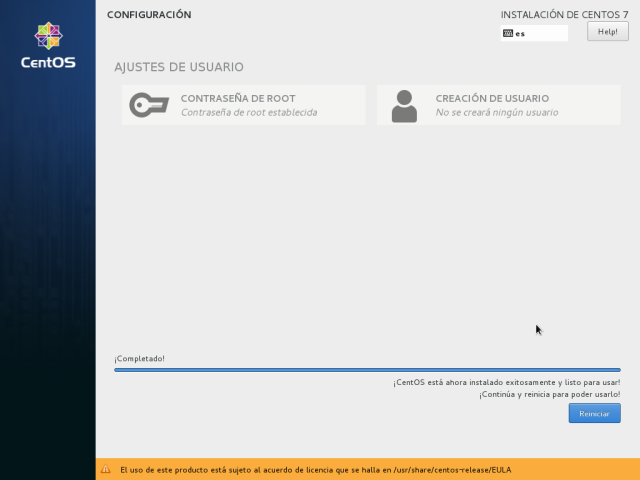 CentOS
CONFIGURACIÓN
INSTALACIÓN DE CENTOS 7
es
Help!
AJUSTES DE USUARIO
CONTRASEÑA DE ROOT
Contraseña de root establecida
CREACIÓN DE USUARIO
No se creará ningún usuario
¡Completado!
¡CentOS está ahora instalado exitosamente y listo para usar!
¡Continúa y reinicia para poder usarlo!
Reiniciar
El uso de este producto está sujeto al acuerdo de licencia que se halla en /usr/share/centos-release/EULA